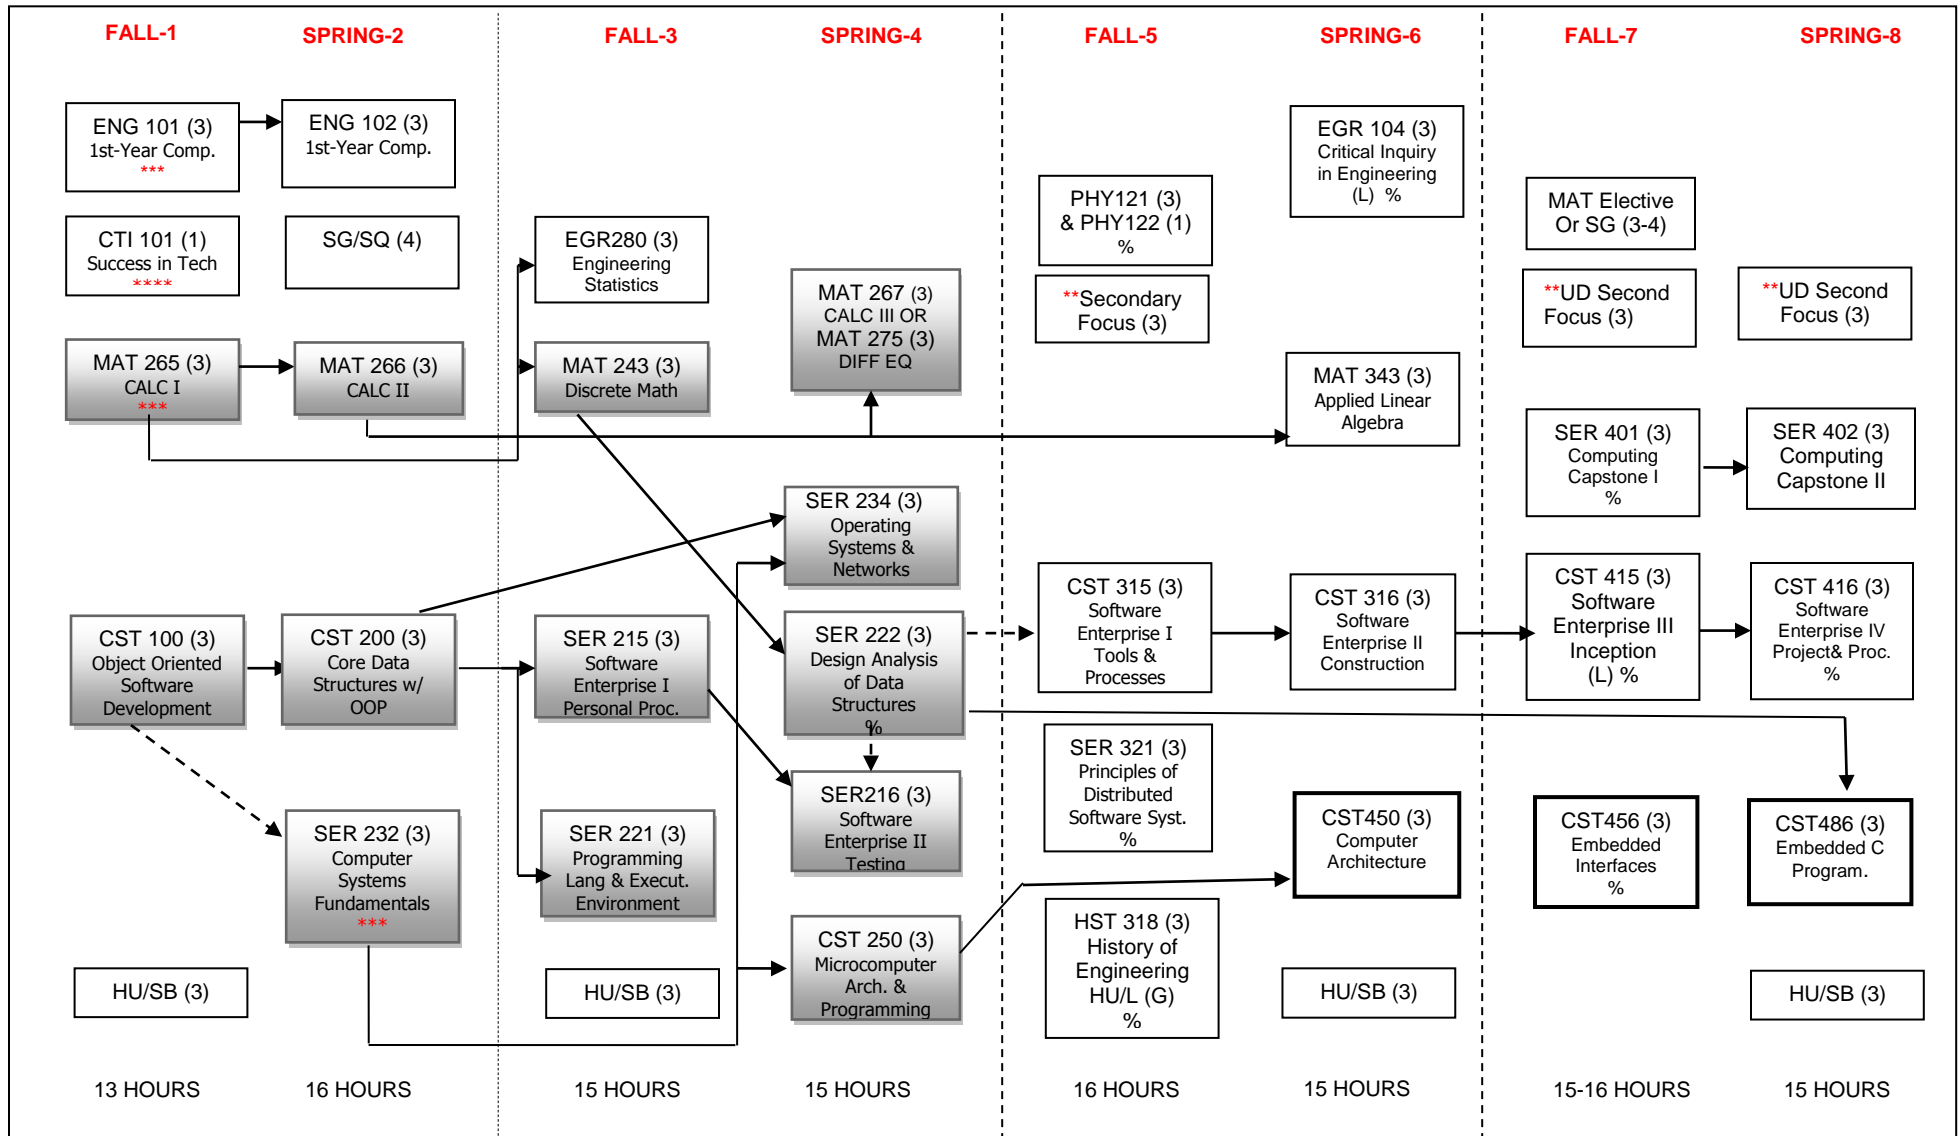 FALL-1
SPRING-2
FALL-3
SPRING-4
FALL-5
SPRING-6
FALL-7
SPRING-8
ENG 101 (3)
1st-Year Comp.
***
CTI 101 (1)
Success in Tech
****
MAT 265 (3)
CALC I
***
CST 100 (3)
Object Oriented
Software
Development
HU/SB (3)
13 HOURS
ENG 102 (3)
1st-Year Comp.
SG/SQ (4)
MAT 266 (3)
CALC II
CST 200 (3)
Core Data
Structures w/
OOP
SER 232 (3)
Computer
Systems
Fundamentals
***
16 HOURS
EGR280 (3)
Engineering
Statistics
MAT 243 (3)
Discrete Math
SER 215 (3)
Software
Enterprise I
Personal Proc.
SER 221 (3)
Programming
Lang & Execut.
Environment
HU/SB (3)
15 HOURS
MAT 267 (3)
CALC III OR
MAT 275 (3)
DIFF EQ
SER 234 (3)
Operating
Systems &
Networks
SER 222 (3)
Design Analysis
of Data
Structures
%
SER216 (3)
Software
Enterprise II
Testing
CST 250 (3)
Microcomputer
Arch. &
Programming
15 HOURS
PHY121 (3)
& PHY122 (1)
%
**Secondary
Focus (3)
CST 315 (3)
Software
Enterprise I
Tools &
Processes
SER 321 (3)
Principles of
Distributed
Software Syst.
%
HST 318 (3)
History of
Engineering
HU/L (G)
%
16 HOURS
EGR 104 (3)
Critical Inquiry
in Engineering
(L) %
MAT 343 (3)
Applied Linear
Algebra
CST 316 (3)
Software
Enterprise II
Construction
CST450 (3)
Computer
Architecture
HU/SB (3)
15 HOURS
MAT Elective
Or SG (3-4)
**UD Second
Focus (3)
SER 401 (3)
Computing
Capstone I
%
CST 415 (3)
Software
Enterprise III
Inception
(L) %
CST456 (3)
Embedded
Interfaces
%
15-16 HOURS
**UD Second
Focus (3)
SER 402 (3)
Computing
Capstone II
CST 416 (3)
Software
Enterprise IV
Project& Proc.
%
CST486 (3)
Embedded C
Program.
HU/SB (3)
15 HOURS